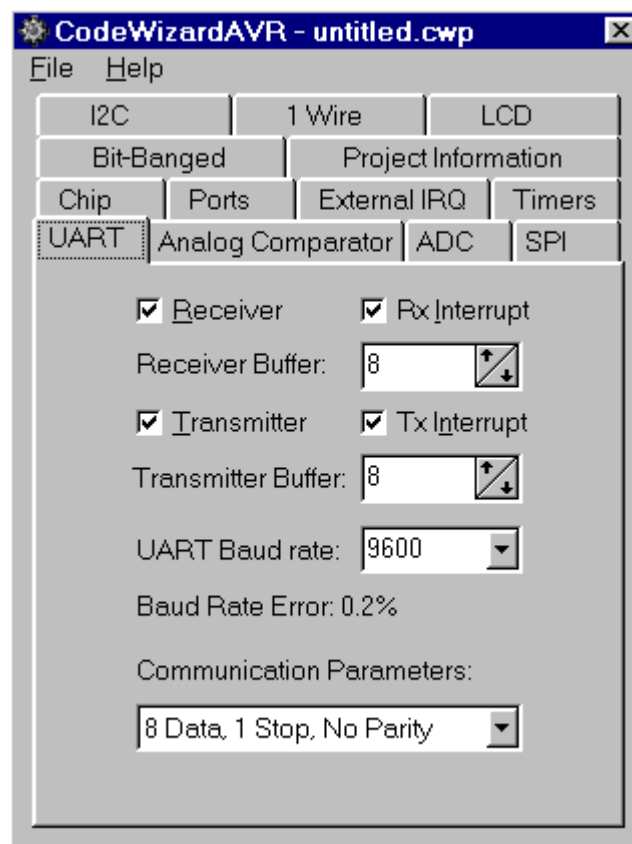 CodeWizardAVR - untitled.cwp
File Help
I2C 1 Wire LCD
Bit-Banged Project Information
Chip Ports External IRQ Timers
UART Analog Comparator ADC SPI
Receiver Rx Interrupt
Receiver Buffer: 8
Transmitter Tx Interrupt
Transmitter Buffer: 8
UART Baud rate: 9600
Baud Rate Error: 0.2%
Communication Parameters:
8 Data, 1 Stop, No Parity